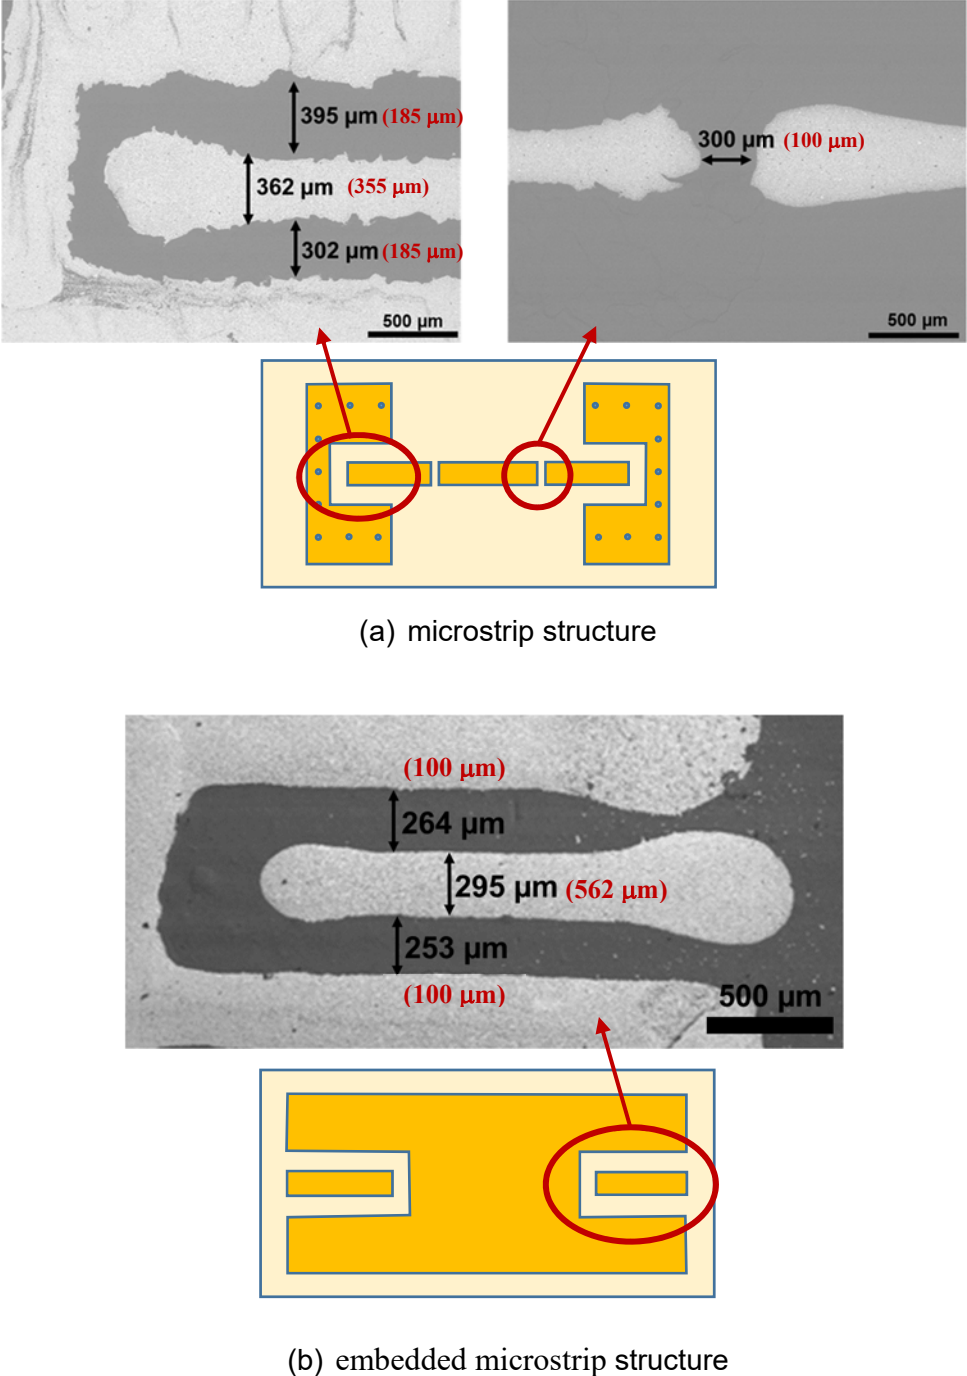 395 µm (185 µm)
362 µm (355 µm)
302 µm (185 µm)
500 µm
300 µm (100 µm)
500 µm
(a) microstrip structure
(100 µm)
264 µm
295 µm (562 µm)
253 µm
(100 µm)
500 µm
(b) embedded microstrip structure